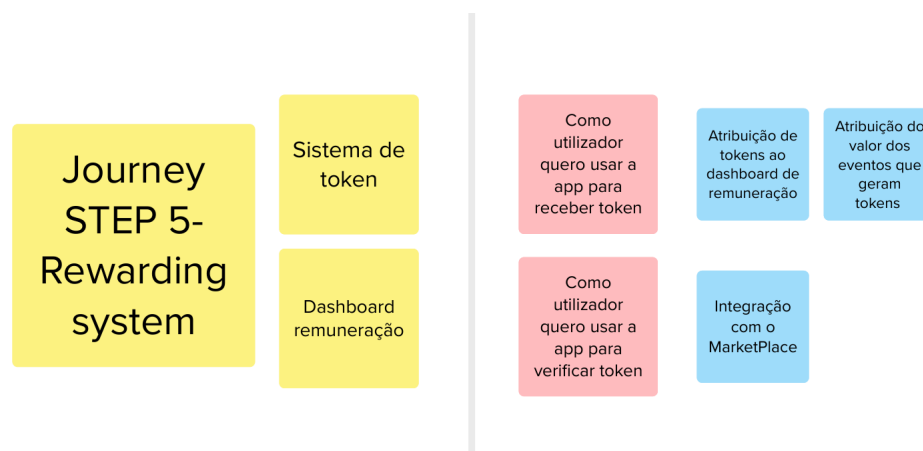 Journey
STEP 5-
Rewarding
system
Sistema de
token
Dashboard
remuneração
Como
utilizador
quero usar a
app para
receber token
Atribuição de
tokens ao
dashboard de
remuneração
Atribuição do
valor dos
eventos que
geram
tokens
Como
utilizador
quero usar a
app para
verificar token
Integração
com o
MarketPlace